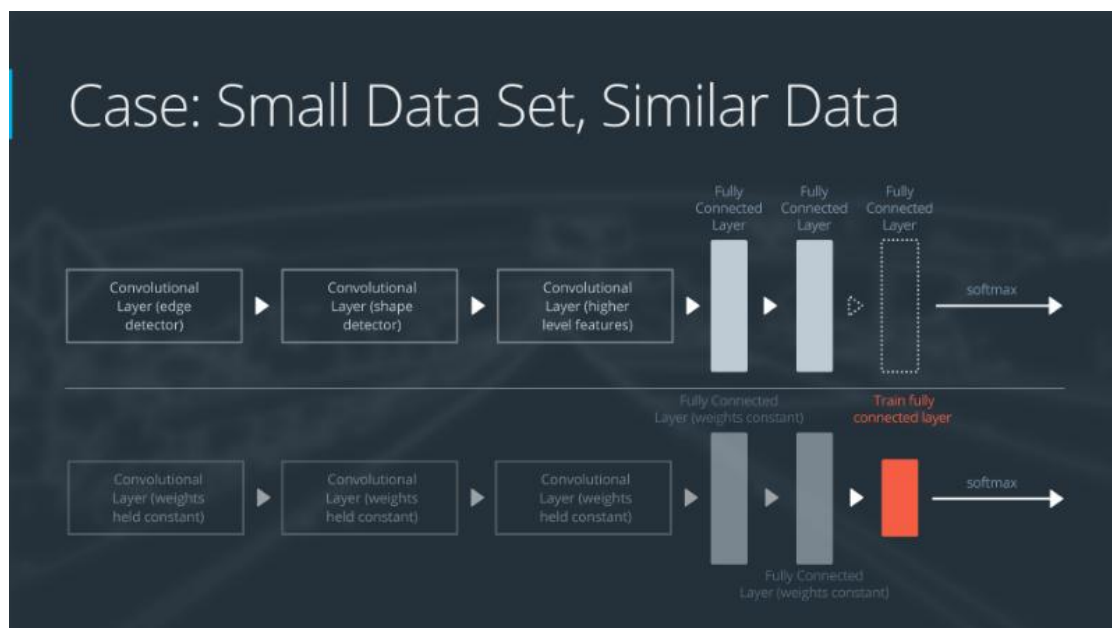 Case: Small Data Set, Similar Data
Fully
Connected
Layer
Fully
Connected
Layer
Fully
Connected
Layer
Convolutional
Layer (edge
detector)
Convolutional
Layer (shape
detector)
Convolutional
Layer (higher
level features)
softmax
Fully Connected
Layer (weights constant)
Train fully
connected layer
Convolutional
Layer (weights
held constant)
Convolutional
Layer (weights
held constant)
Convolutional
Layer (weights
held constant)
softmax
Fully Connected
Layer (weights constant)